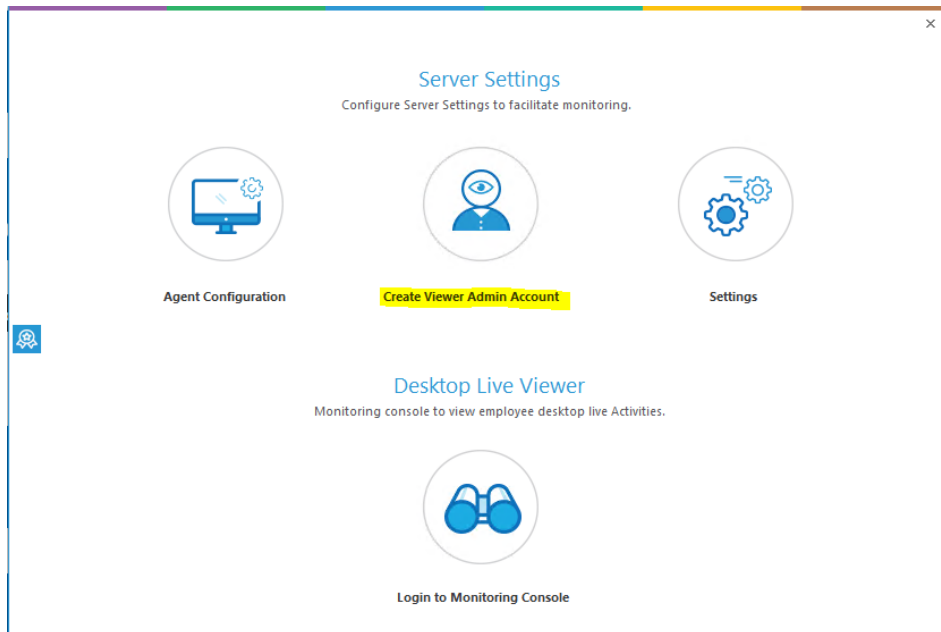 Server Settings
Configure Server Settings to facilitate monitoring.
Agent Configuration
Create Viewer Admin Account
Settings
Desktop Live Viewer
Monitoring console to view employee desktop live Activities.
Login to Monitoring Console